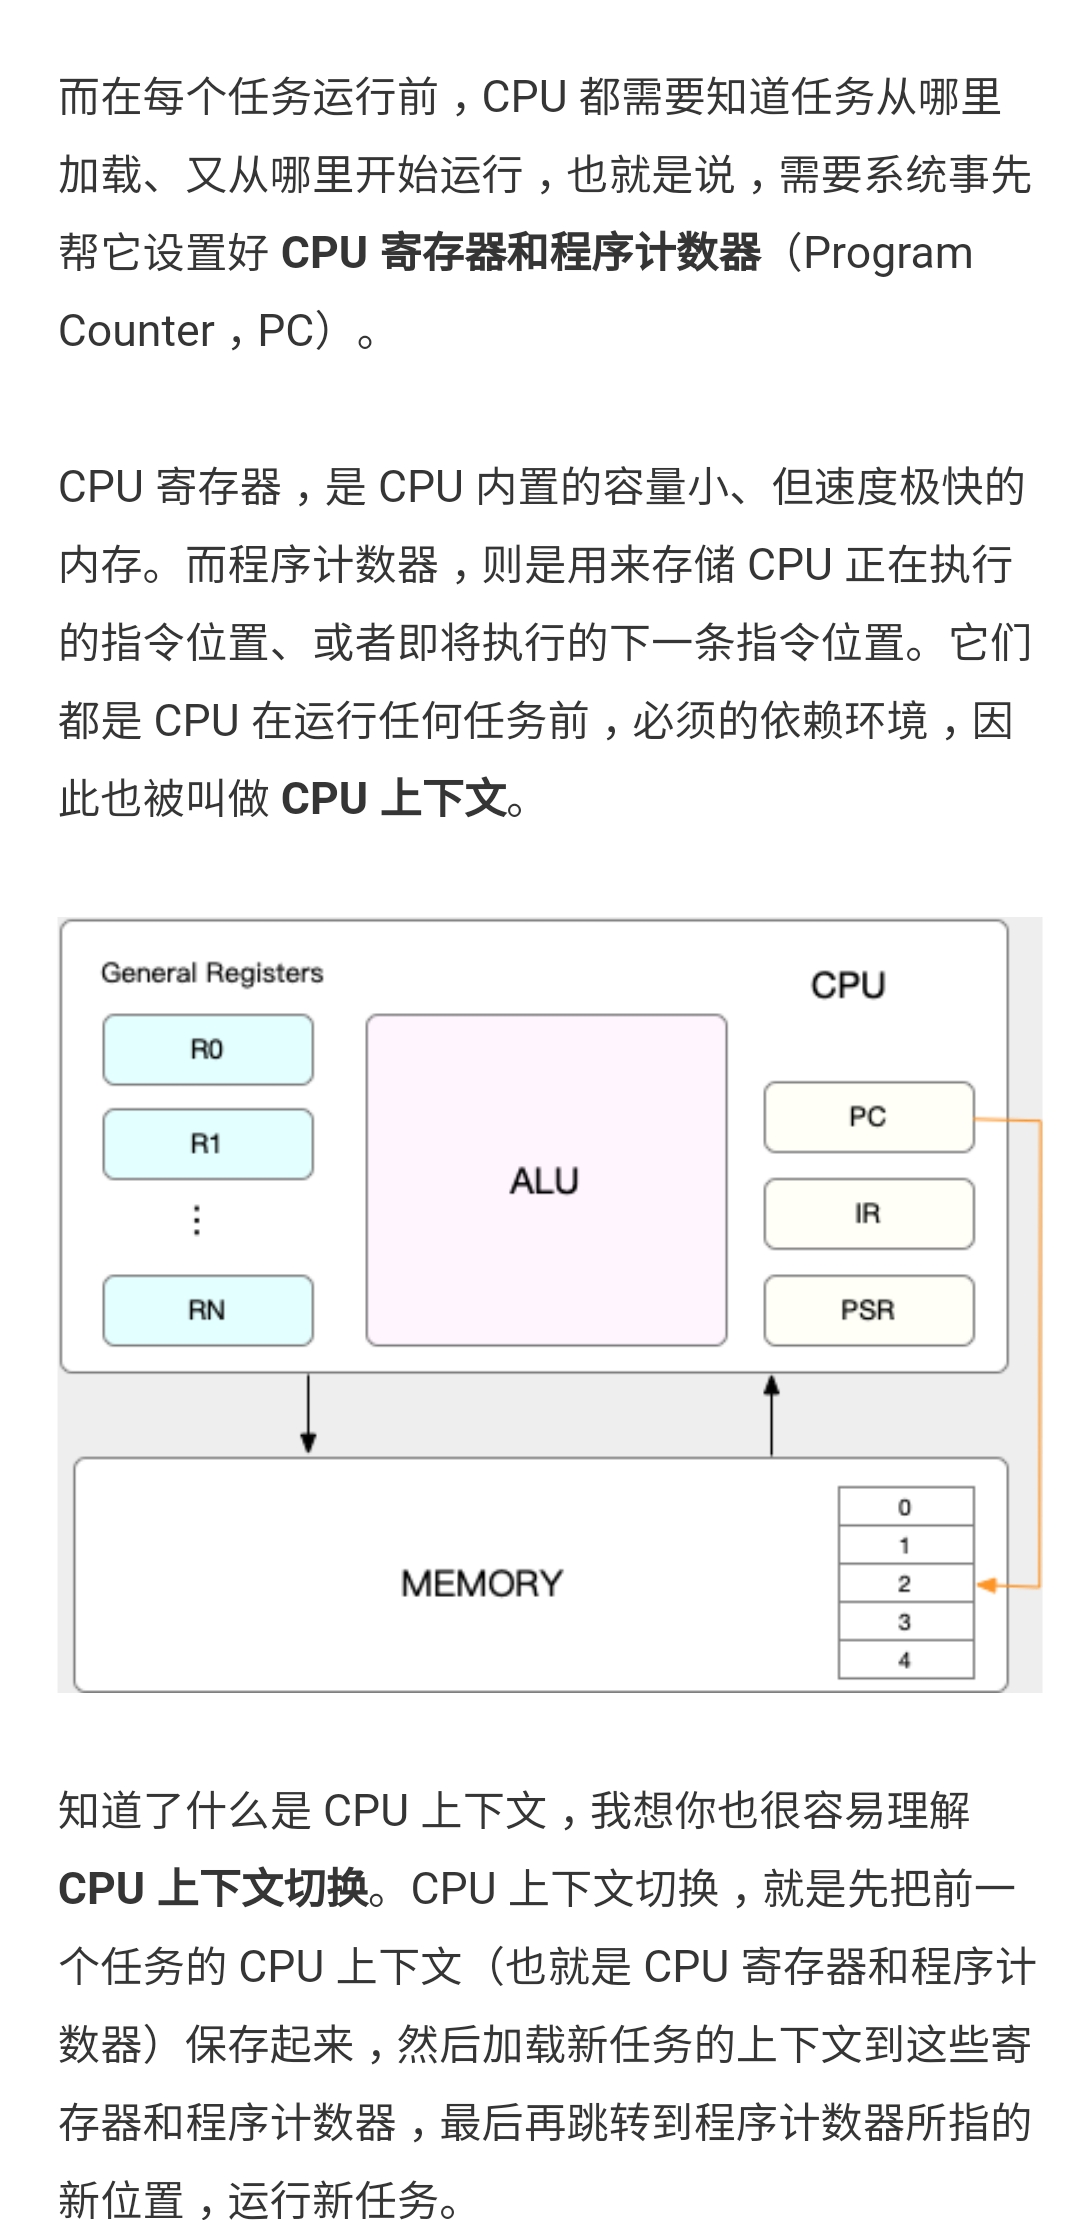 而在每个任务运行前，CPU 都需要知道任务从哪里
加载、又从哪里开始运行，也就是说，需要系统事先
帮它设置好 CPU 寄存器和程序计数器（Program
Counter，PC）。
CPU 寄存器，是 CPU 内置的容量小、但速度极快的
内存。而程序计数器，则是用来存储 CPU 正在执行
的指令位置、或者即将执行的下一条指令位置。它们
都是 CPU 在运行任何任务前，必须的依赖环境，因
此也被叫做 CPU 上下文。
General Registers
CPU
R0
R1
⋮
RN
ALU
PC
IR
PSR
MEMORY
0
1
2
3
4
知道了什么是 CPU 上下文，我想你也很容易理解
CPU 上下文切换。CPU 上下文切换，就是先把前一
个任务的 CPU 上下文（也就是 CPU 寄存器和程序计
数器）保存起来，然后加载新任务的上下文到这些寄
存器和程序计数器，最后再跳转到程序计数器所指的
新位置，运行新任务。